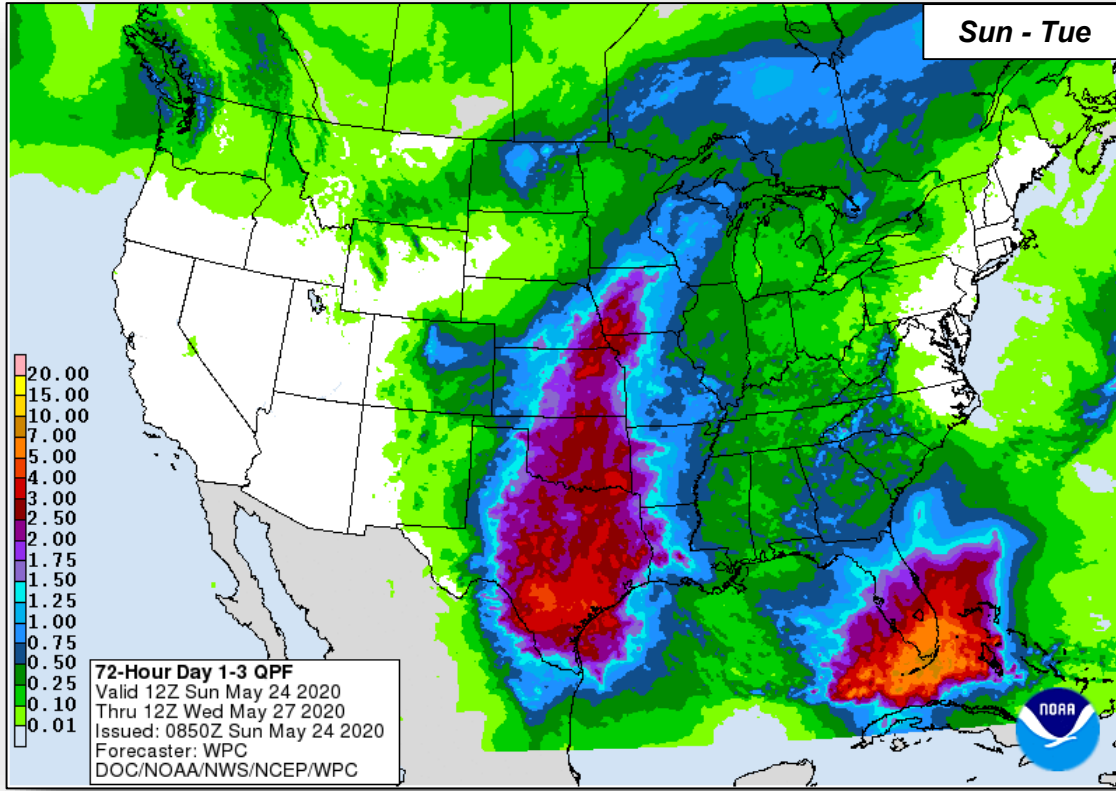 Sun - Tue
20.00
15.00
10.00
7.00
5.00
4.00
3.00
2.50
2.00
1.75
1.50
1.25
1.00
0.75
0.50
0.25
0.10
0.01
72-Hour Day 1-3 QPF
Valid 12Z Sun May 24 2020
Thru 12Z Wed May 27 2020
Issued: 0850Z Sun May 24 2020
Forecaster: WPC
DOC/NOAA/NWS/NCEP/WPC
NOAA